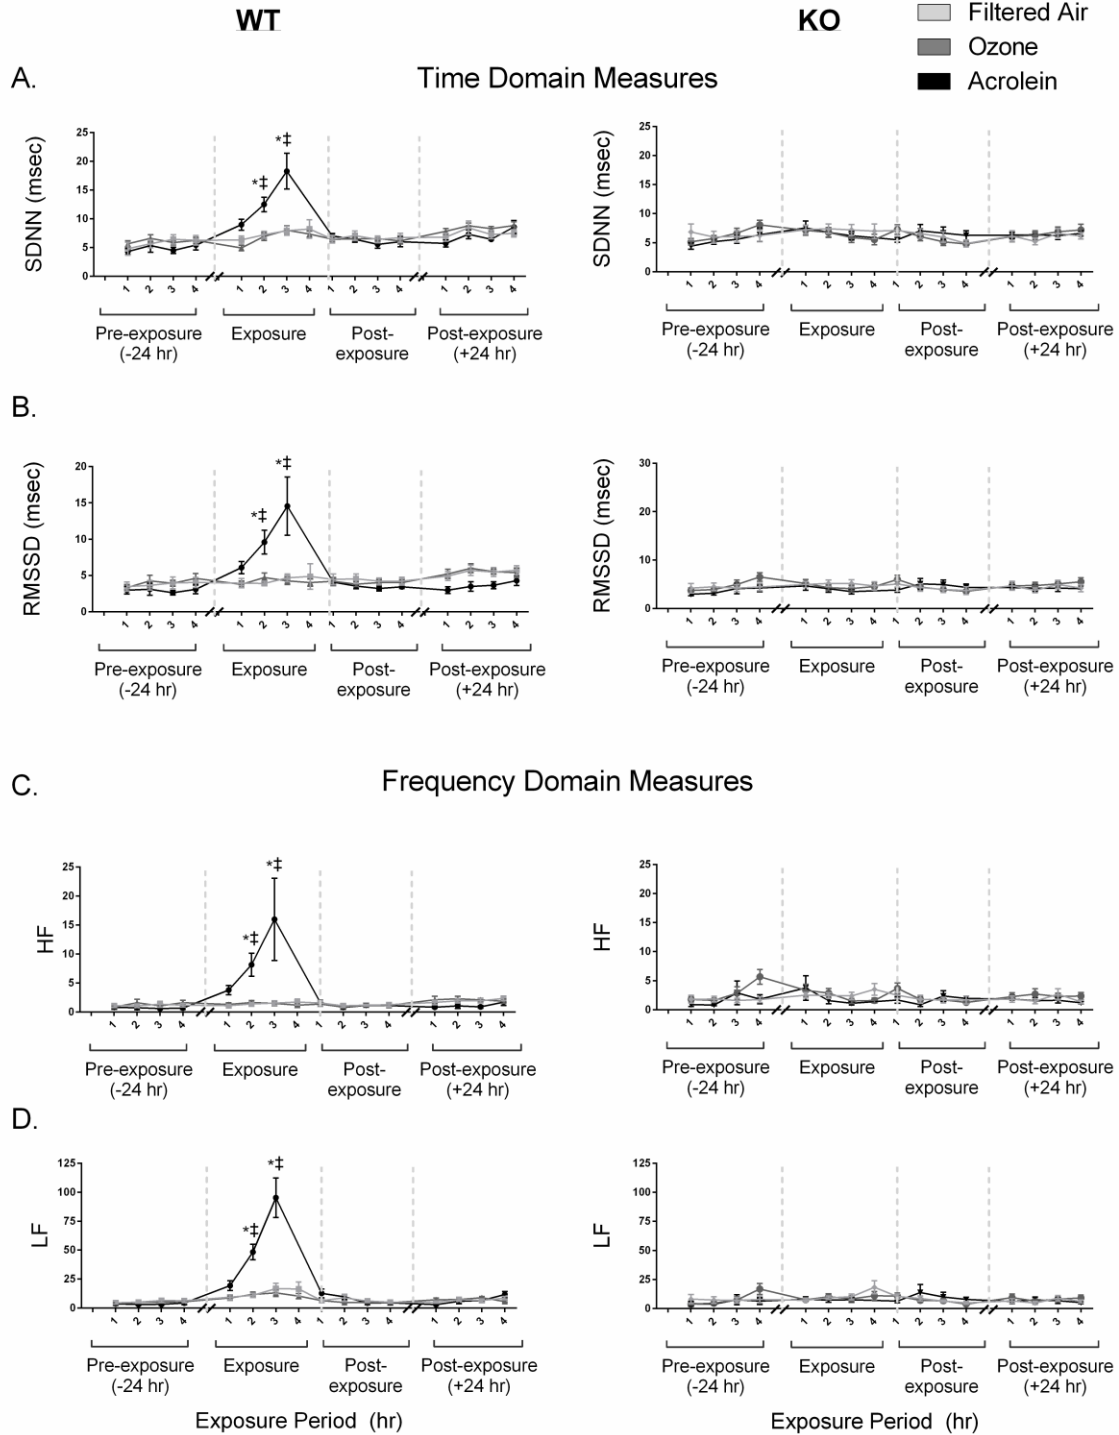 WT
KO
Filtered Air
Ozone
Acrolein
A.
Time Domain Measures
SDNN (msec)
25
20
15
10
5
0
*‡
*‡
1 2 3 4 1 2 3 4 1 2 3 4 1 2 3 4
Pre-exposure
(-24 hr)
Exposure
Post-
exposure
Post-exposure
(+24 hr)
SDNN (msec)
25
20
15
10
5
0
1 2 3 4 1 2 3 4 1 2 3 4 1 2 3 4
Pre-exposure
(-24 hr)
Exposure
Post-
exposure
Post-exposure
(+24 hr)
B.
RMSSD (msec)
20
15
10
5
0
*‡
*‡
1 2 3 4 1 2 3 4 1 2 3 4 1 2 3 4
Pre-exposure
(-24 hr)
Exposure
Post-
exposure
Post-exposure
(+24 hr)
RMSSD (msec)
30
20
10
0
1 2 3 4 1 2 3 4 1 2 3 4 1 2 3 4
Pre-exposure
(-24 hr)
Exposure
Post-
exposure
Post-exposure
(+24 hr)
C.
Frequency Domain Measures
HF
25
20
15
10
5
0
*‡
*‡
1 2 3 4 1 2 3 4 1 2 3 4 1 2 3 4
Pre-exposure
(-24 hr)
Exposure
Post-
exposure
Post-exposure
(+24 hr)
HF
25
20
15
10
5
0
1 2 3 4 1 2 3 4 1 2 3 4 1 2 3 4
Pre-exposure
(-24 hr)
Exposure
Post-
exposure
Post-exposure
(+24 hr)
D.
LF
125
100
75
50
25
0
*‡
*‡
1 2 3 4 1 2 3 4 1 2 3 4 1 2 3 4
Pre-exposure
(-24 hr)
Exposure
Post-
exposure
Post-exposure
(+24 hr)
Exposure Period (hr)
LF
125
100
75
50
25
0
1 2 3 4 1 2 3 4 1 2 3 4 1 2 3 4
Pre-exposure
(-24 hr)
Exposure
Post-
exposure
Post-exposure
(+24 hr)
Exposure Period (hr)